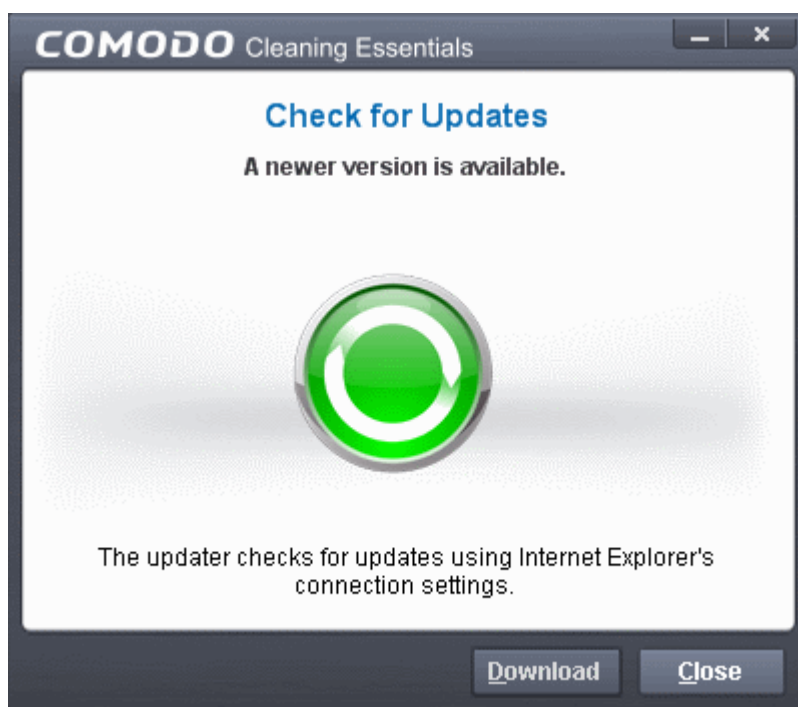 COMODO Cleaning Essentials
Check for Updates
A newer version is available.
The updater checks for updates using Internet Explorer's
connection settings.
Download Close